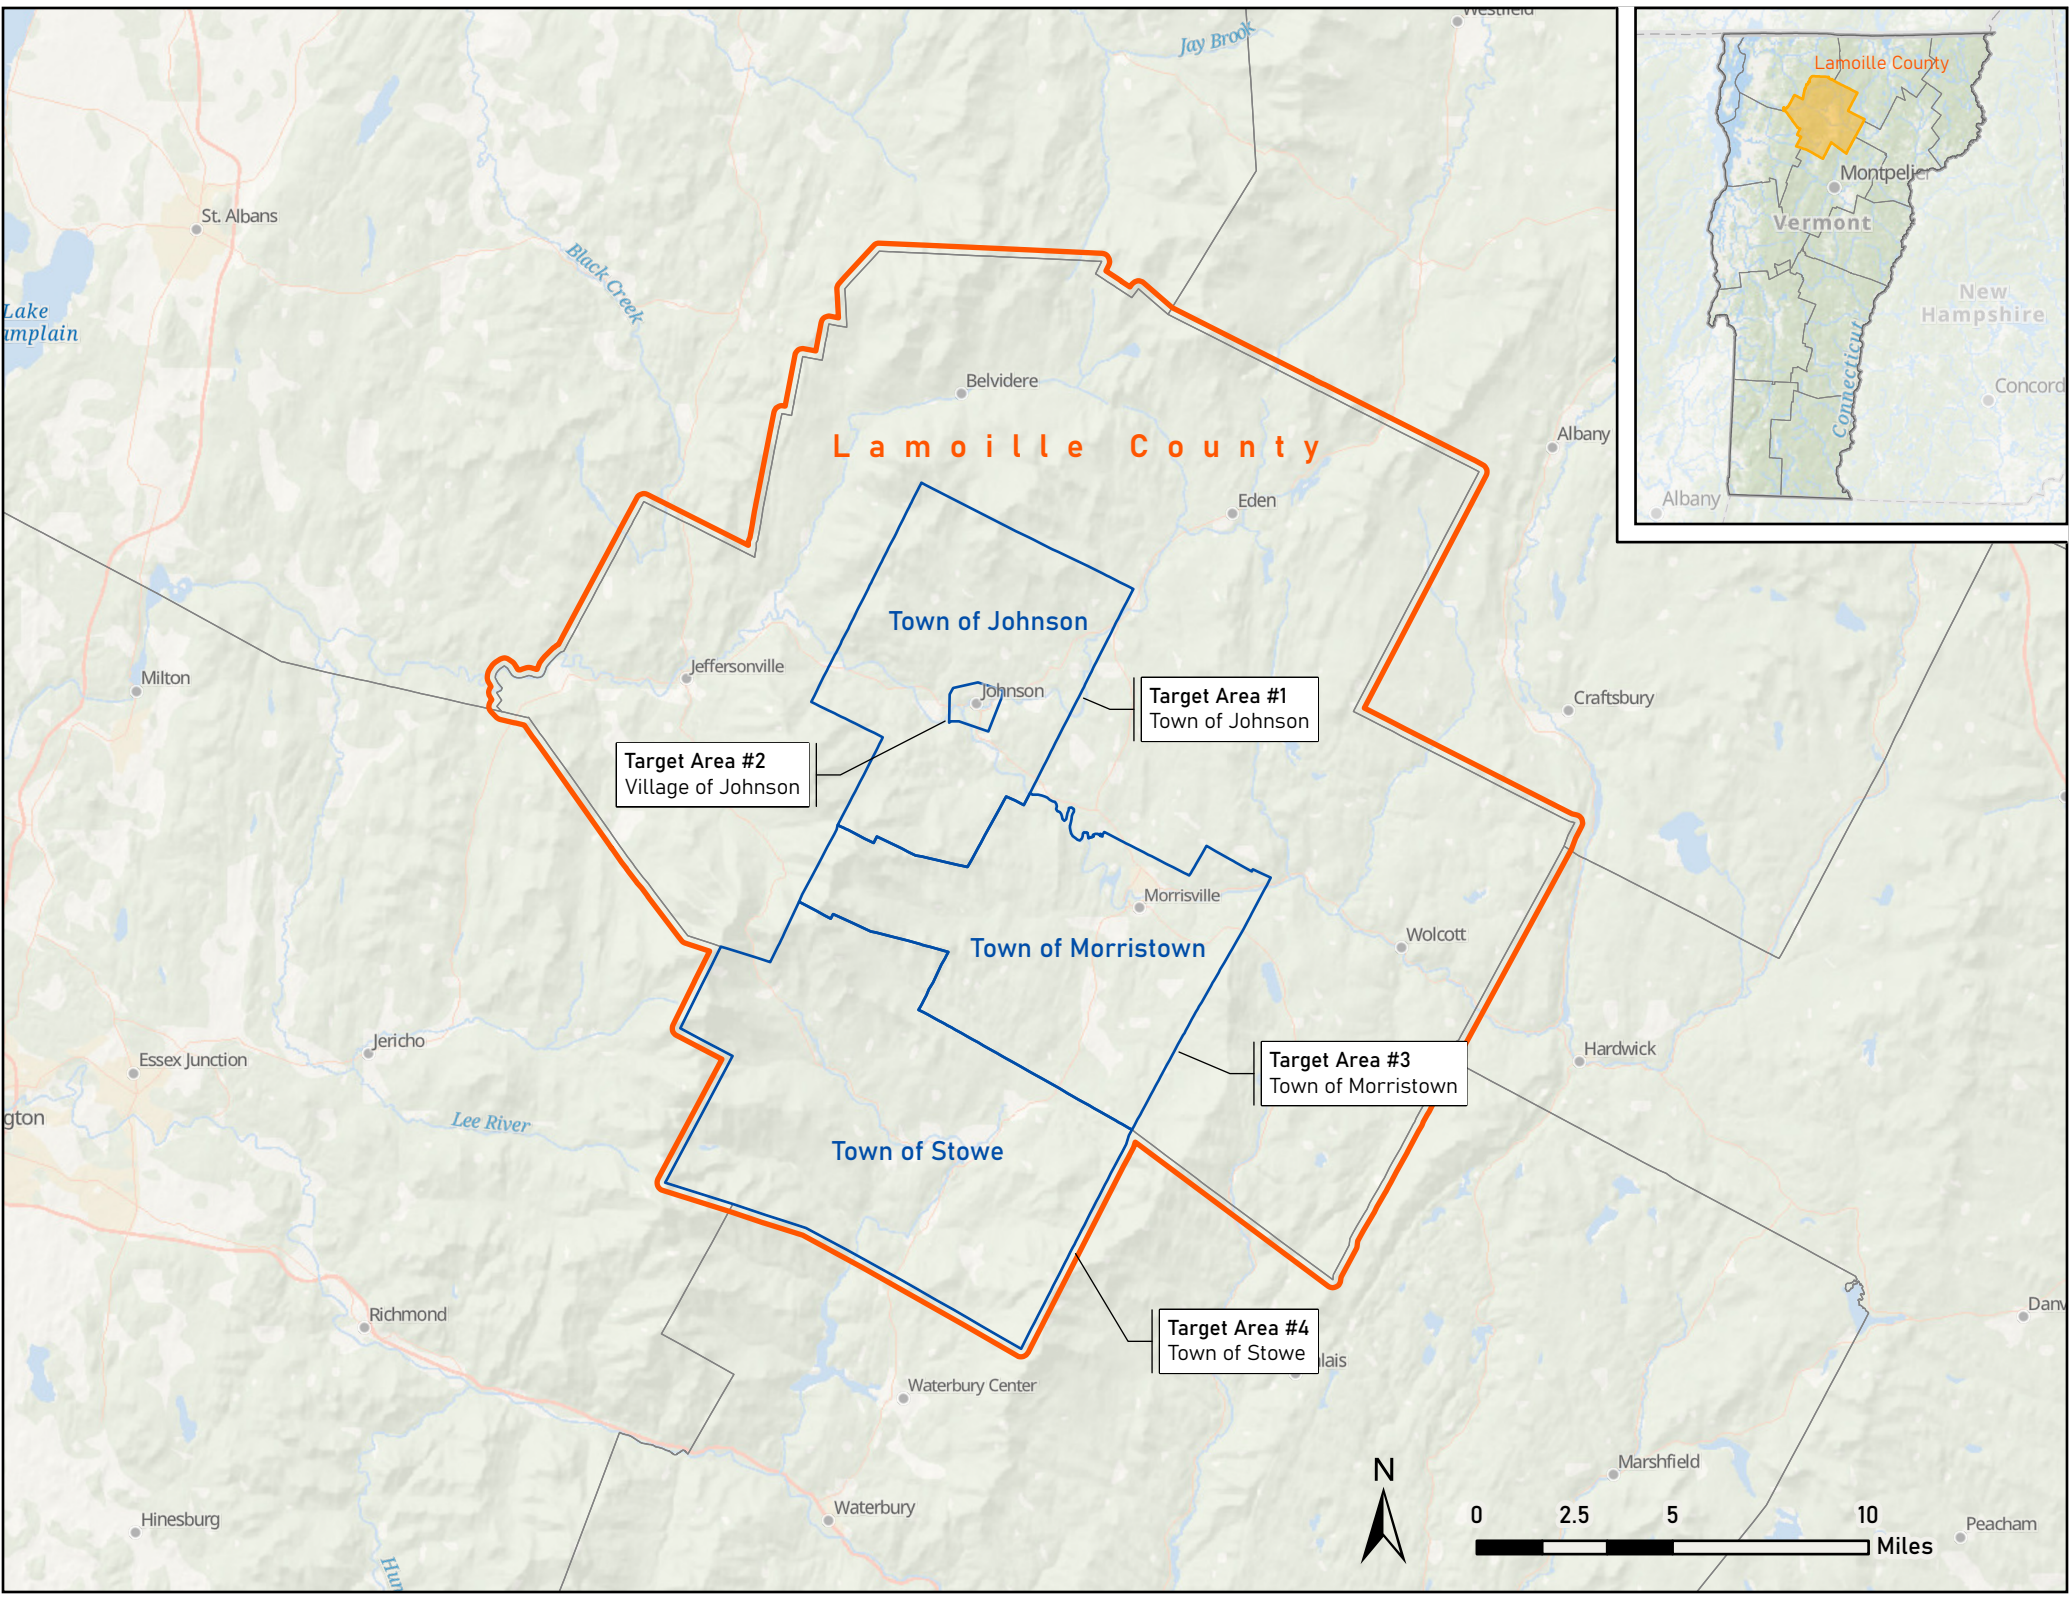 Westfield
Jay Brook
St. Albans
Black Creek
Lake
amplain
Belvidere
Lamoille County
Albany
Eden
Town of Johnson
Milton
Jeffersonville
Johnson
Craftsbury
Target Area #1
Town of Johnson
Target Area #2
Village of Johnson
Morrisville
Wolcott
Town of Morristown
Jericho
Essex Junction
Hardwick
Target Area #3
Town of Morristown
gton
Lee River
Town of Stowe
Richmond
Danv
Target Area #4
Town of Stowe
lais
Waterbury Center
Marshfield
Waterbury
Hinesburg
Peacham
Hun
N
0 2.5 5 10
Miles
Lamoille County
Montpelier
Vermont
New
Hampshire
Connecticut
Concord
Albany